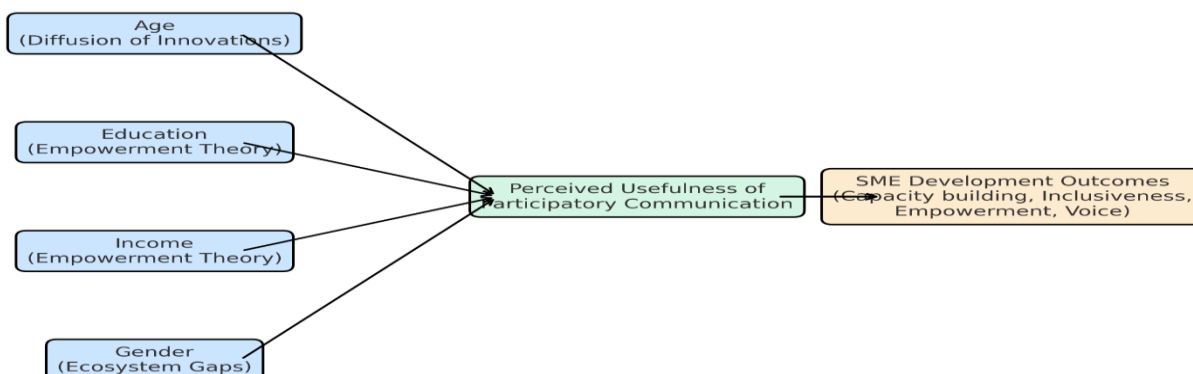 Age
(Diffusion of Innovations)
Education
(Empowerment Theory)
Income
(Empowerment Theory)
Gender
(Ecosystem Gaps)
Perceived Usefulness of
Participatory Communication
SME Development Outcomes
(Capacity building, Inclusiveness,
Empowerment, Voice)